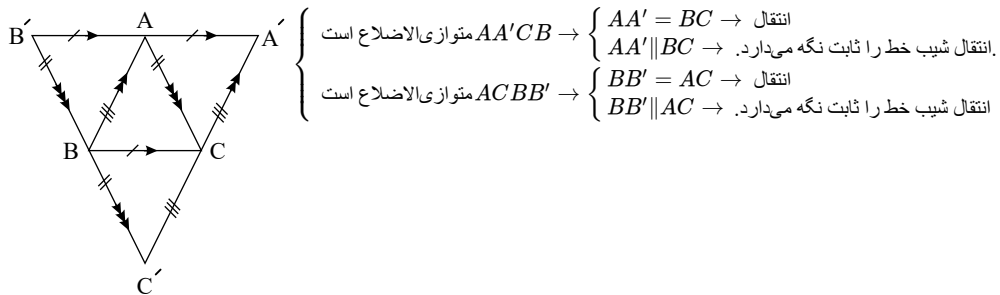 B′ A A′
B C
C′
AA′CB متوازی‌الاضلاع است → { AA′ = BC → انتقال
AA′ || BC → انتقال شیب خط را ثابت نگه می‌دارد.
ACBB′ متوازی‌الاضلاع است → { BB′ = AC → انتقال
BB′ || AC → انتقال شیب خط را ثابت نگه می‌دارد.